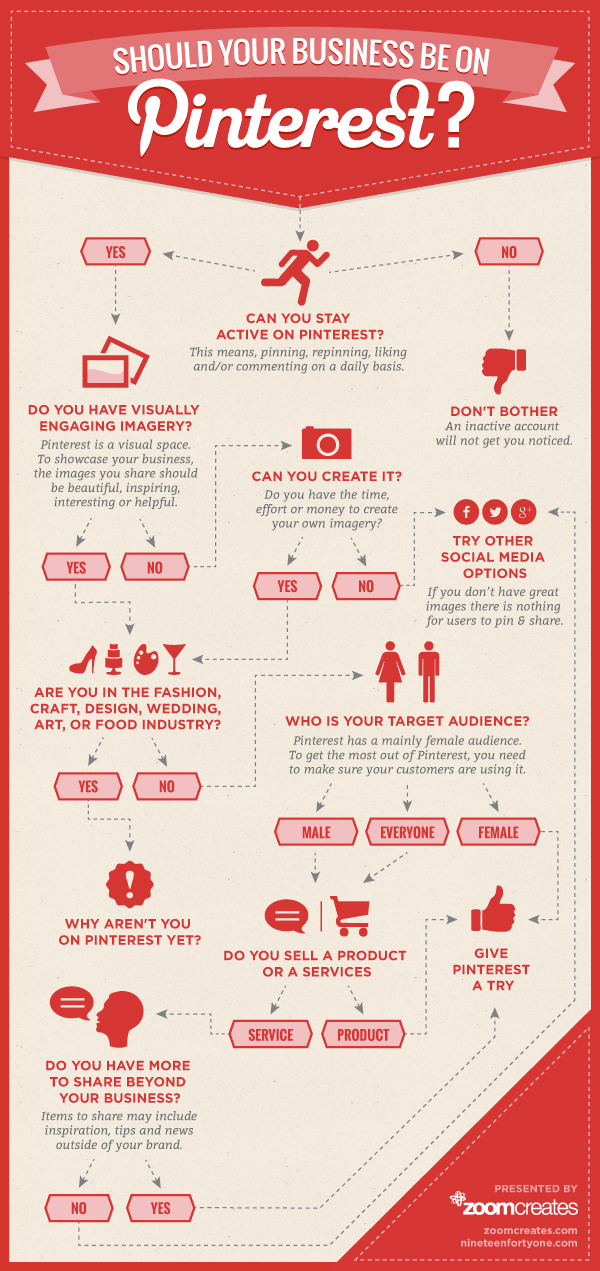 SHOULD YOUR BUSINESS BE ON
Pinterest?
YES
NO
CAN YOU STAY
ACTIVE ON PINTEREST?
This means, pinning, repinning, liking
and/or commenting on a daily basis.
DO YOU HAVE VISUALLY
ENGAGING IMAGERY?
Pinterest is a visual space.
To showcase your business,
the images you share should
be beautiful, inspiring,
interesting or helpful.
DON'T BOTHER
An inactive account
will not get you noticed.
CAN YOU CREATE IT?
Do you have the time,
effort or money to create
your own imagery?
YES
NO
YES
NO
f
g+
TRY OTHER
SOCIAL MEDIA
OPTIONS
If you don't have great
images there is nothing
for users to pin & share.
ARE YOU IN THE FASHION,
CRAFT, DESIGN, WEDDING,
ART, OR FOOD INDUSTRY?
YES
NO
WHO IS YOUR TARGET AUDIENCE?
Pinterest has a mainly female audience.
To get the most out of Pinterest, you need
to make sure your customers are using it.
MALE
EVERYONE
FEMALE
!
WHY AREN'T YOU
ON PINTEREST YET?
DO YOU SELL A PRODUCT
OR A SERVICES
SERVICE
PRODUCT
GIVE
PINTEREST
A TRY
DO YOU HAVE MORE
TO SHARE BEYOND
YOUR BUSINESS?
Items to share may include
inspiration, tips and news
outside of your brand.
NO
YES
PRESENTED BY
zoomcreates
zoomcreates.com
nineteenfortyone.com